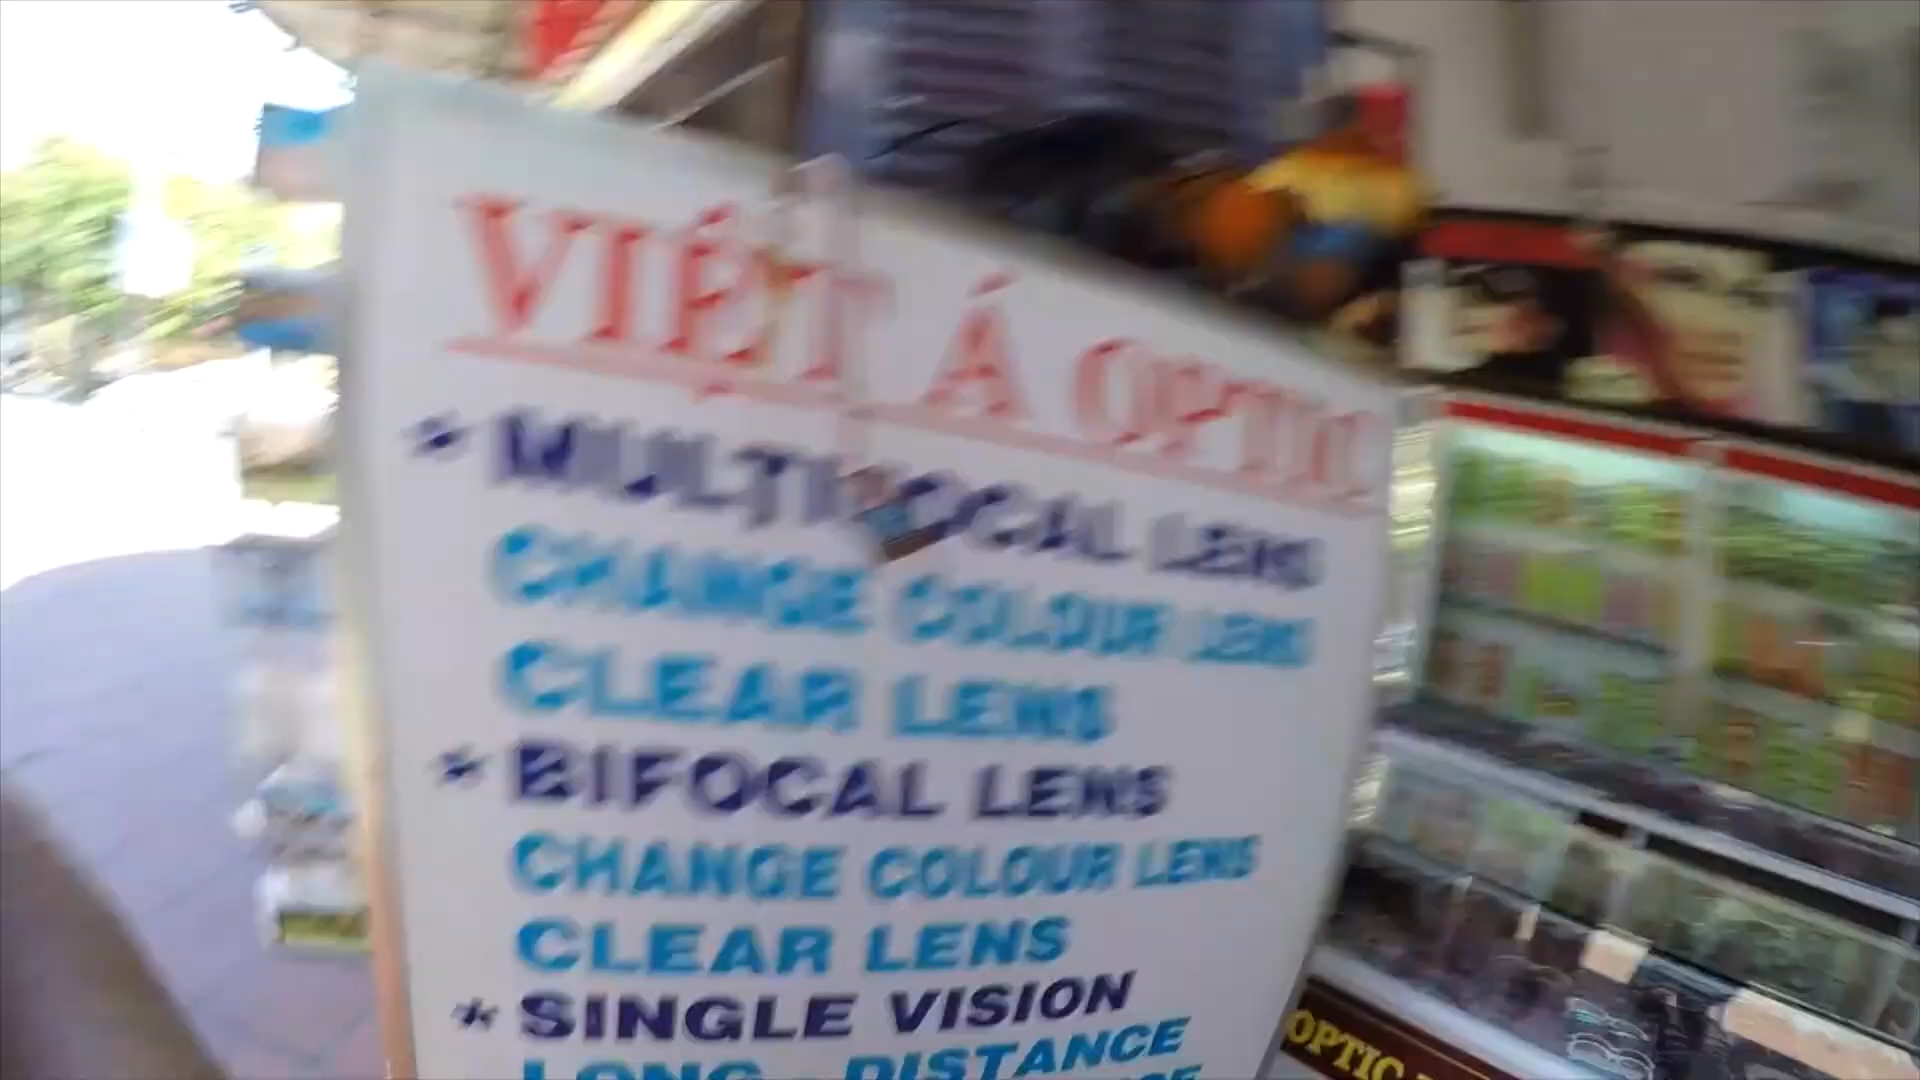 VIỆT Á OPTIC
* MULTIFOCAL LENS
CHANGE COLOUR LENS
CLEAR LENS
* BIFOCAL LENS
CHANGE COLOUR LENS
CLEAR LENS
* SINGLE VISION
LONG - DISTANCE
OPTIC